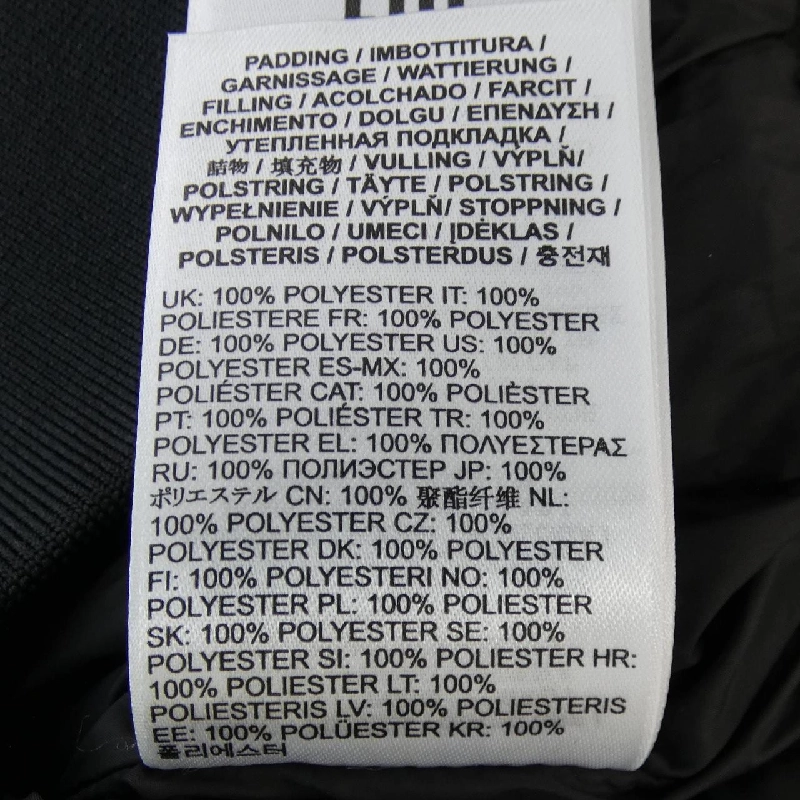 PADDING / IMBOTTITURA /
GARNISSAGE / WATTIERUNG /
FILLING / ACOLCHADO / FARCIT /
ENCHIMENTO / DOLGU / ΕΠΕΝΔΥΣΗ /
УТЕПЛЕННАЯ ПОДКЛАДКА /
詰物 / 填充物 / VULLING / VÝPLŇ/
POLSTRING / TÄYTE / POLSTRING /
WYPEŁNIENIE / VÝPLŇ/ STOPPNING /
POLNILO / UMECI / ĮDĖKLAS /
POLSTERIS / POLSTERDUS / 충전재
UK: 100% POLYESTER IT: 100%
POLIESTERE FR: 100% POLYESTER
DE: 100% POLYESTER US: 100%
POLYESTER ES-MX: 100%
POLIÉSTER CAT: 100% POLIÈSTER
PT: 100% POLIÉSTER TR: 100%
POLYESTER EL: 100% ΠΟΛΥΕΣΤΕΡΑΣ
RU: 100% ПОЛИЭСТЕР JP: 100%
ポリエステル CN: 100% 聚酯纤维 NL:
100% POLYESTER CZ: 100%
POLYESTER DK: 100% POLYESTER
FI: 100% POLYESTERI NO: 100%
POLYESTER PL: 100% POLIESTER
SK: 100% POLYESTER SE: 100%
POLYESTER SI: 100% POLIESTER HR:
100% POLIESTER LT: 100%
POLIESTERIS LV: 100% POLIESTERIS
EE: 100% POLÜESTER KR: 100%
폴리에스터